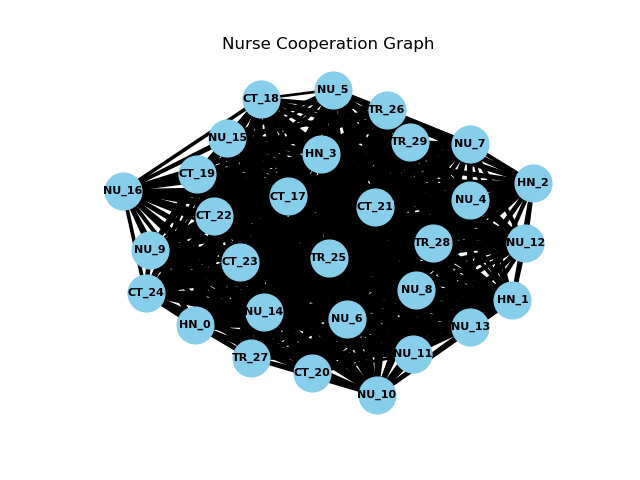 Nurse Cooperation Graph
NU_5
CT_18
TR_26
NU_15
TR_29
NU_7
HN_3
CT_19
HN_2
NU_16
CT_17
NU_4
CT_21
CT_22
TR_28
NU_12
NU_9
TR_25
CT_23
NU_8
CT_24
HN_1
NU_14
NU_6
HN_0
NU_13
NU_11
TR_27
CT_20
NU_10